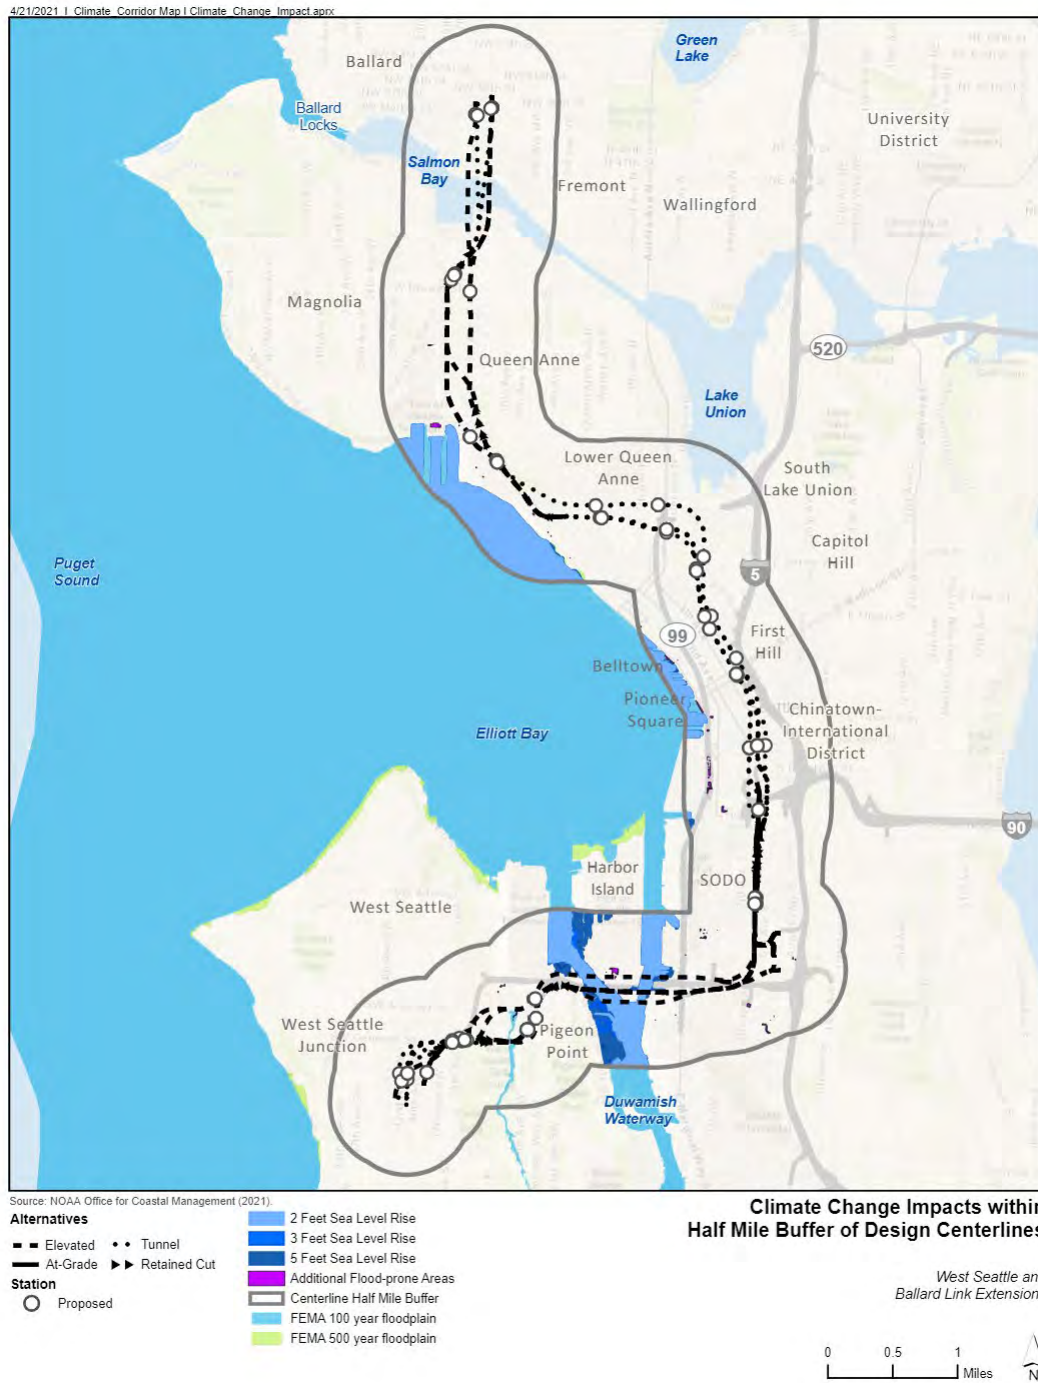 4/21/2021 | Climate_Corridor Map I Climate_Change_Impact.aprx
Green
Lake
Ballard
Ballard
Locks
University
District
Salmon
Bay
Fremont
Wallingford
Magnolia
520
Queen Anne
Lake
Union
Lower Queen
Anne
South
Lake Union
Capitol
Hill
Puget
Sound
5
First
Hill
99
Belltown
Pioneer
Square
Chinatown-
International
District
Elliott Bay
90
Harbor
Island
SODO
West Seattle
West Seattle
Junction
Pigeon
Point
Duwamish
Waterway
Source: NOAA Office for Coastal Management (2021).
Alternatives
Elevated
Tunnel
At-Grade
Retained Cut
Station
Proposed
2 Feet Sea Level Rise
3 Feet Sea Level Rise
5 Feet Sea Level Rise
Additional Flood-prone Areas
Centerline Half Mile Buffer
FEMA 100 year floodplain
FEMA 500 year floodplain
Climate Change Impacts within
Half Mile Buffer of Design Centerlines
West Seattle an
Ballard Link Extension
0 0.5 1
Miles
N